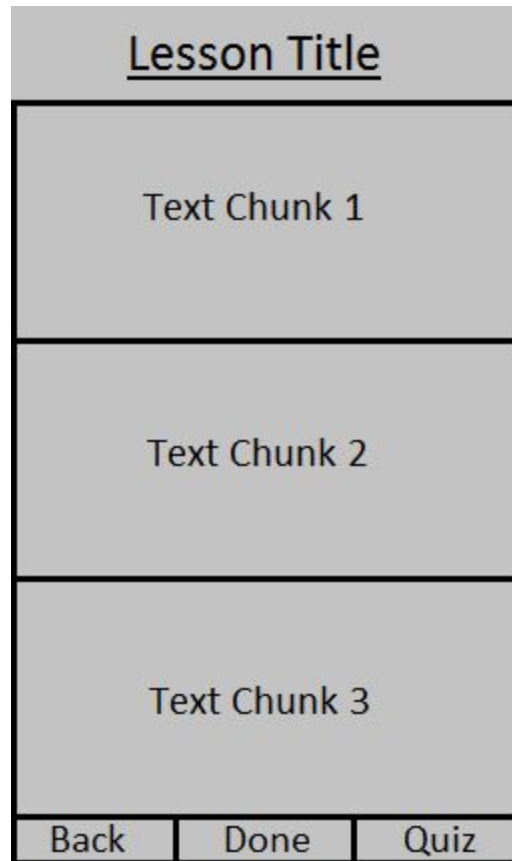 Lesson Title
Text Chunk 1
Text Chunk 2
Text Chunk 3
Back Done Quiz